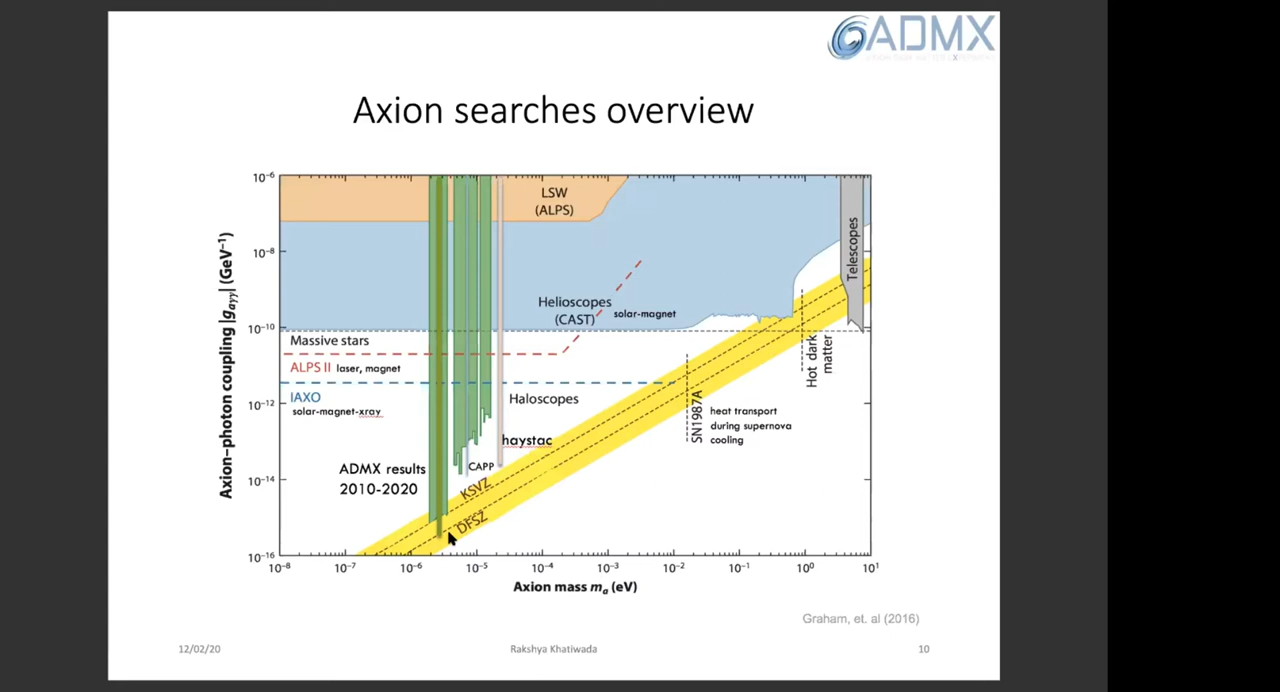 ADMX
Axion searches overview
10⁻⁶
10⁻⁸
10⁻¹⁰
10⁻¹²
10⁻¹⁴
10⁻¹⁶
Axion–photon coupling |gₐᵧᵧ| (GeV⁻¹)
LSW
(ALPS)
Helioscopes
(CAST)
solar-magnet
Telescopes
Massive stars
ALPS II laser, magnet
IAXO
solar-magnet-xray
Haloscopes
haystac
CAPP
ADMX results
2010-2020
KSVZ
DFSZ
SN1987A
heat transport
during supernova
cooling
Hot dark
matter
10⁻⁸ 10⁻⁷ 10⁻⁶ 10⁻⁵ 10⁻⁴ 10⁻³ 10⁻² 10⁻¹ 10⁰ 10¹
Axion mass mₐ (eV)
Graham, et. al (2016)
12/02/20 Rakshya Khatiwada 10